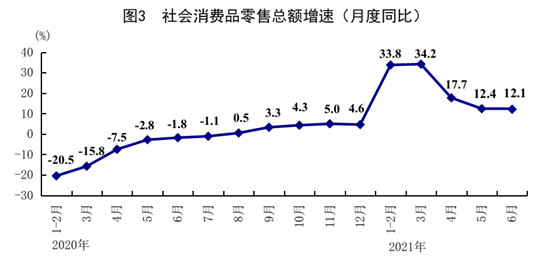 图3 社会消费品零售总额增速（月度同比）
(%)
40
30
20
10
0
-10
-20
-30
-20.5
-15.8
-7.5
-2.8
-1.8
-1.1
0.5
3.3
4.3
5.0
4.6
33.8
34.2
17.7
12.4
12.1
1-2月
3月
4月
5月
6月
7月
8月
9月
10月
11月
12月
1-2月
3月
4月
5月
6月
2020年
2021年